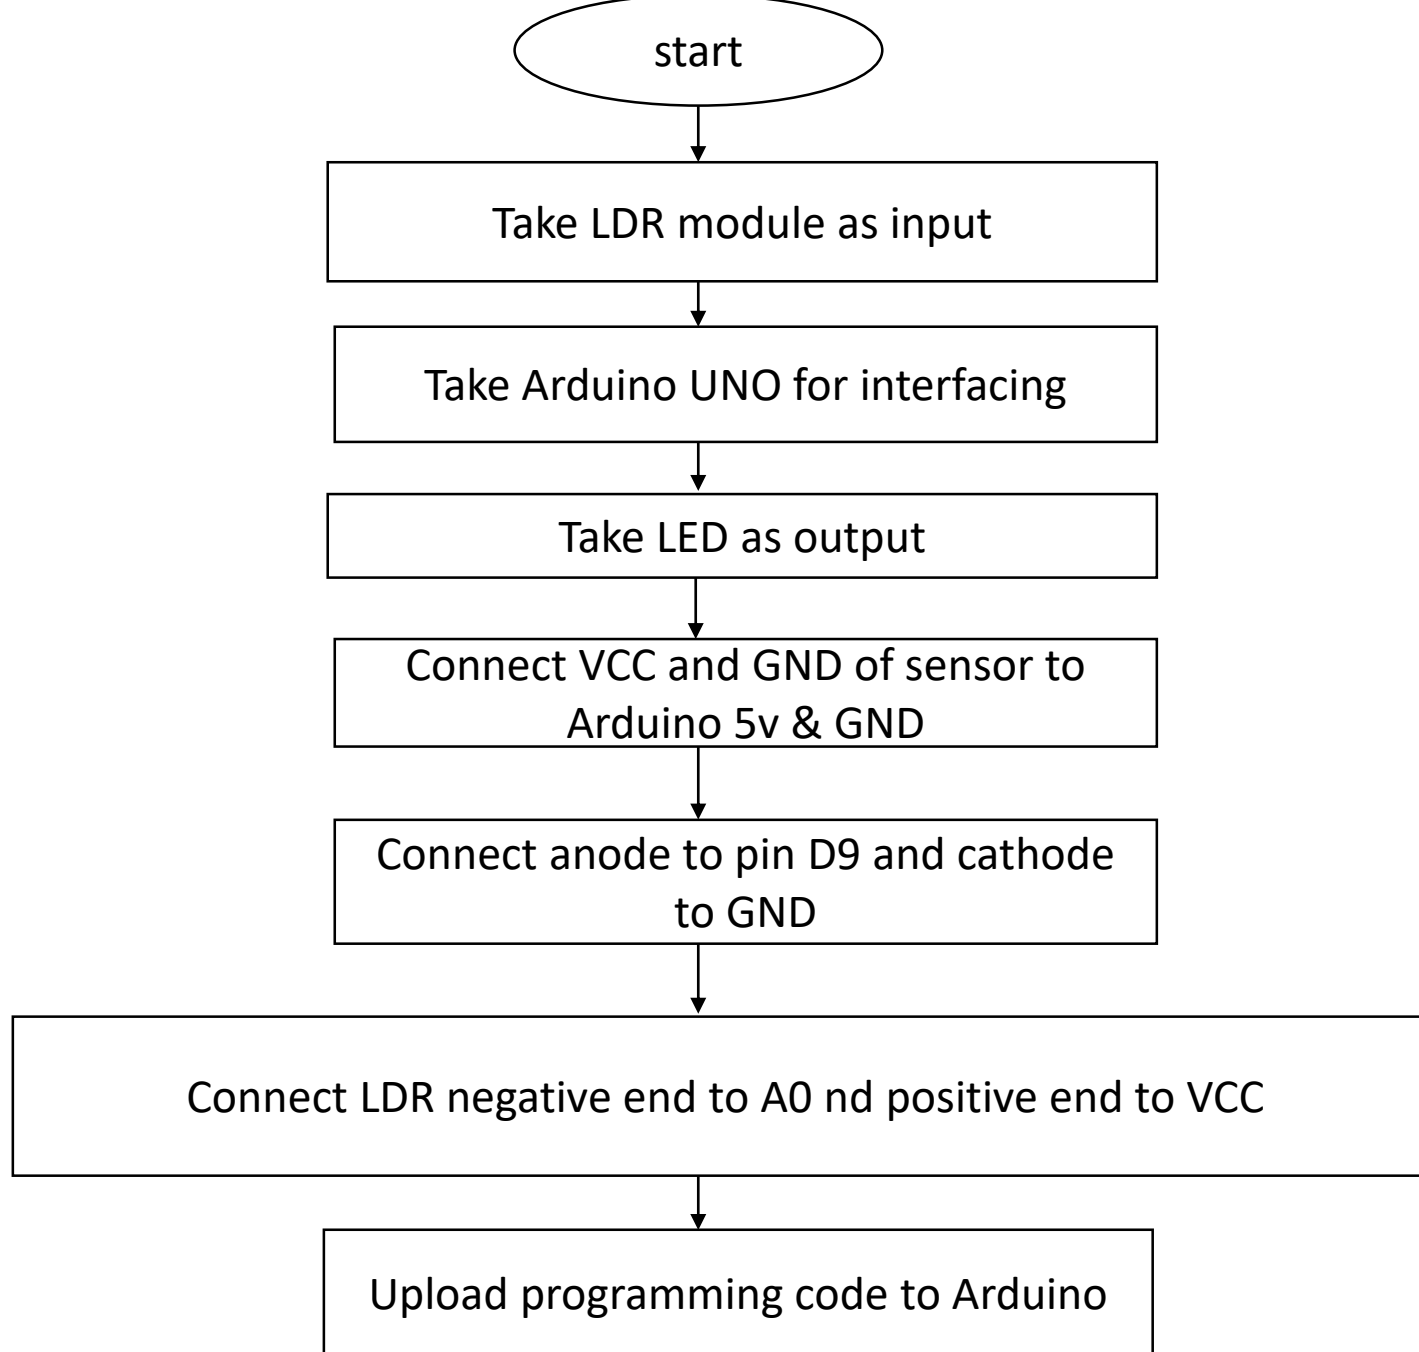 start
Take LDR module as input
Take Arduino UNO for interfacing
Take LED as output
Connect VCC and GND of sensor to
Arduino 5v & GND
Connect anode to pin D9 and cathode
to GND
Connect LDR negative end to A0 nd positive end to VCC
Upload programming code to Arduino